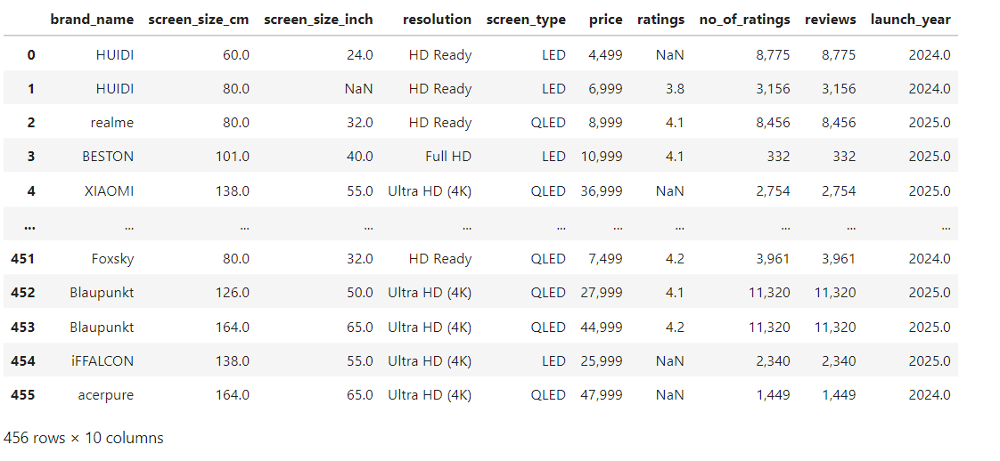 brand_name screen_size_cm screen_size_inch resolution screen_type price ratings no_of_ratings reviews launch_year
0 HUIDI 60.0 24.0 HD Ready LED 4,499 NaN 8,775 8,775 2024.0
1 HUIDI 80.0 NaN HD Ready LED 6,999 3.8 3,156 3,156 2024.0
2 realme 80.0 32.0 HD Ready QLED 8,999 4.1 8,456 8,456 2025.0
3 BESTON 101.0 40.0 Full HD LED 10,999 4.1 332 332 2025.0
4 XIAOMI 138.0 55.0 Ultra HD (4K) QLED 36,999 NaN 2,754 2,754 2025.0
... ... ... ... ... ... ... ... ... ... ...
451 Foxsky 80.0 32.0 HD Ready QLED 7,499 4.2 3,961 3,961 2024.0
452 Blaupunkt 126.0 50.0 Ultra HD (4K) QLED 27,999 4.1 11,320 11,320 2025.0
453 Blaupunkt 164.0 65.0 Ultra HD (4K) QLED 44,999 4.2 11,320 11,320 2025.0
454 iFFALCON 138.0 55.0 Ultra HD (4K) LED 25,999 NaN 2,340 2,340 2025.0
455 acerpure 164.0 65.0 Ultra HD (4K) QLED 47,999 NaN 1,449 1,449 2024.0
456 rows × 10 columns